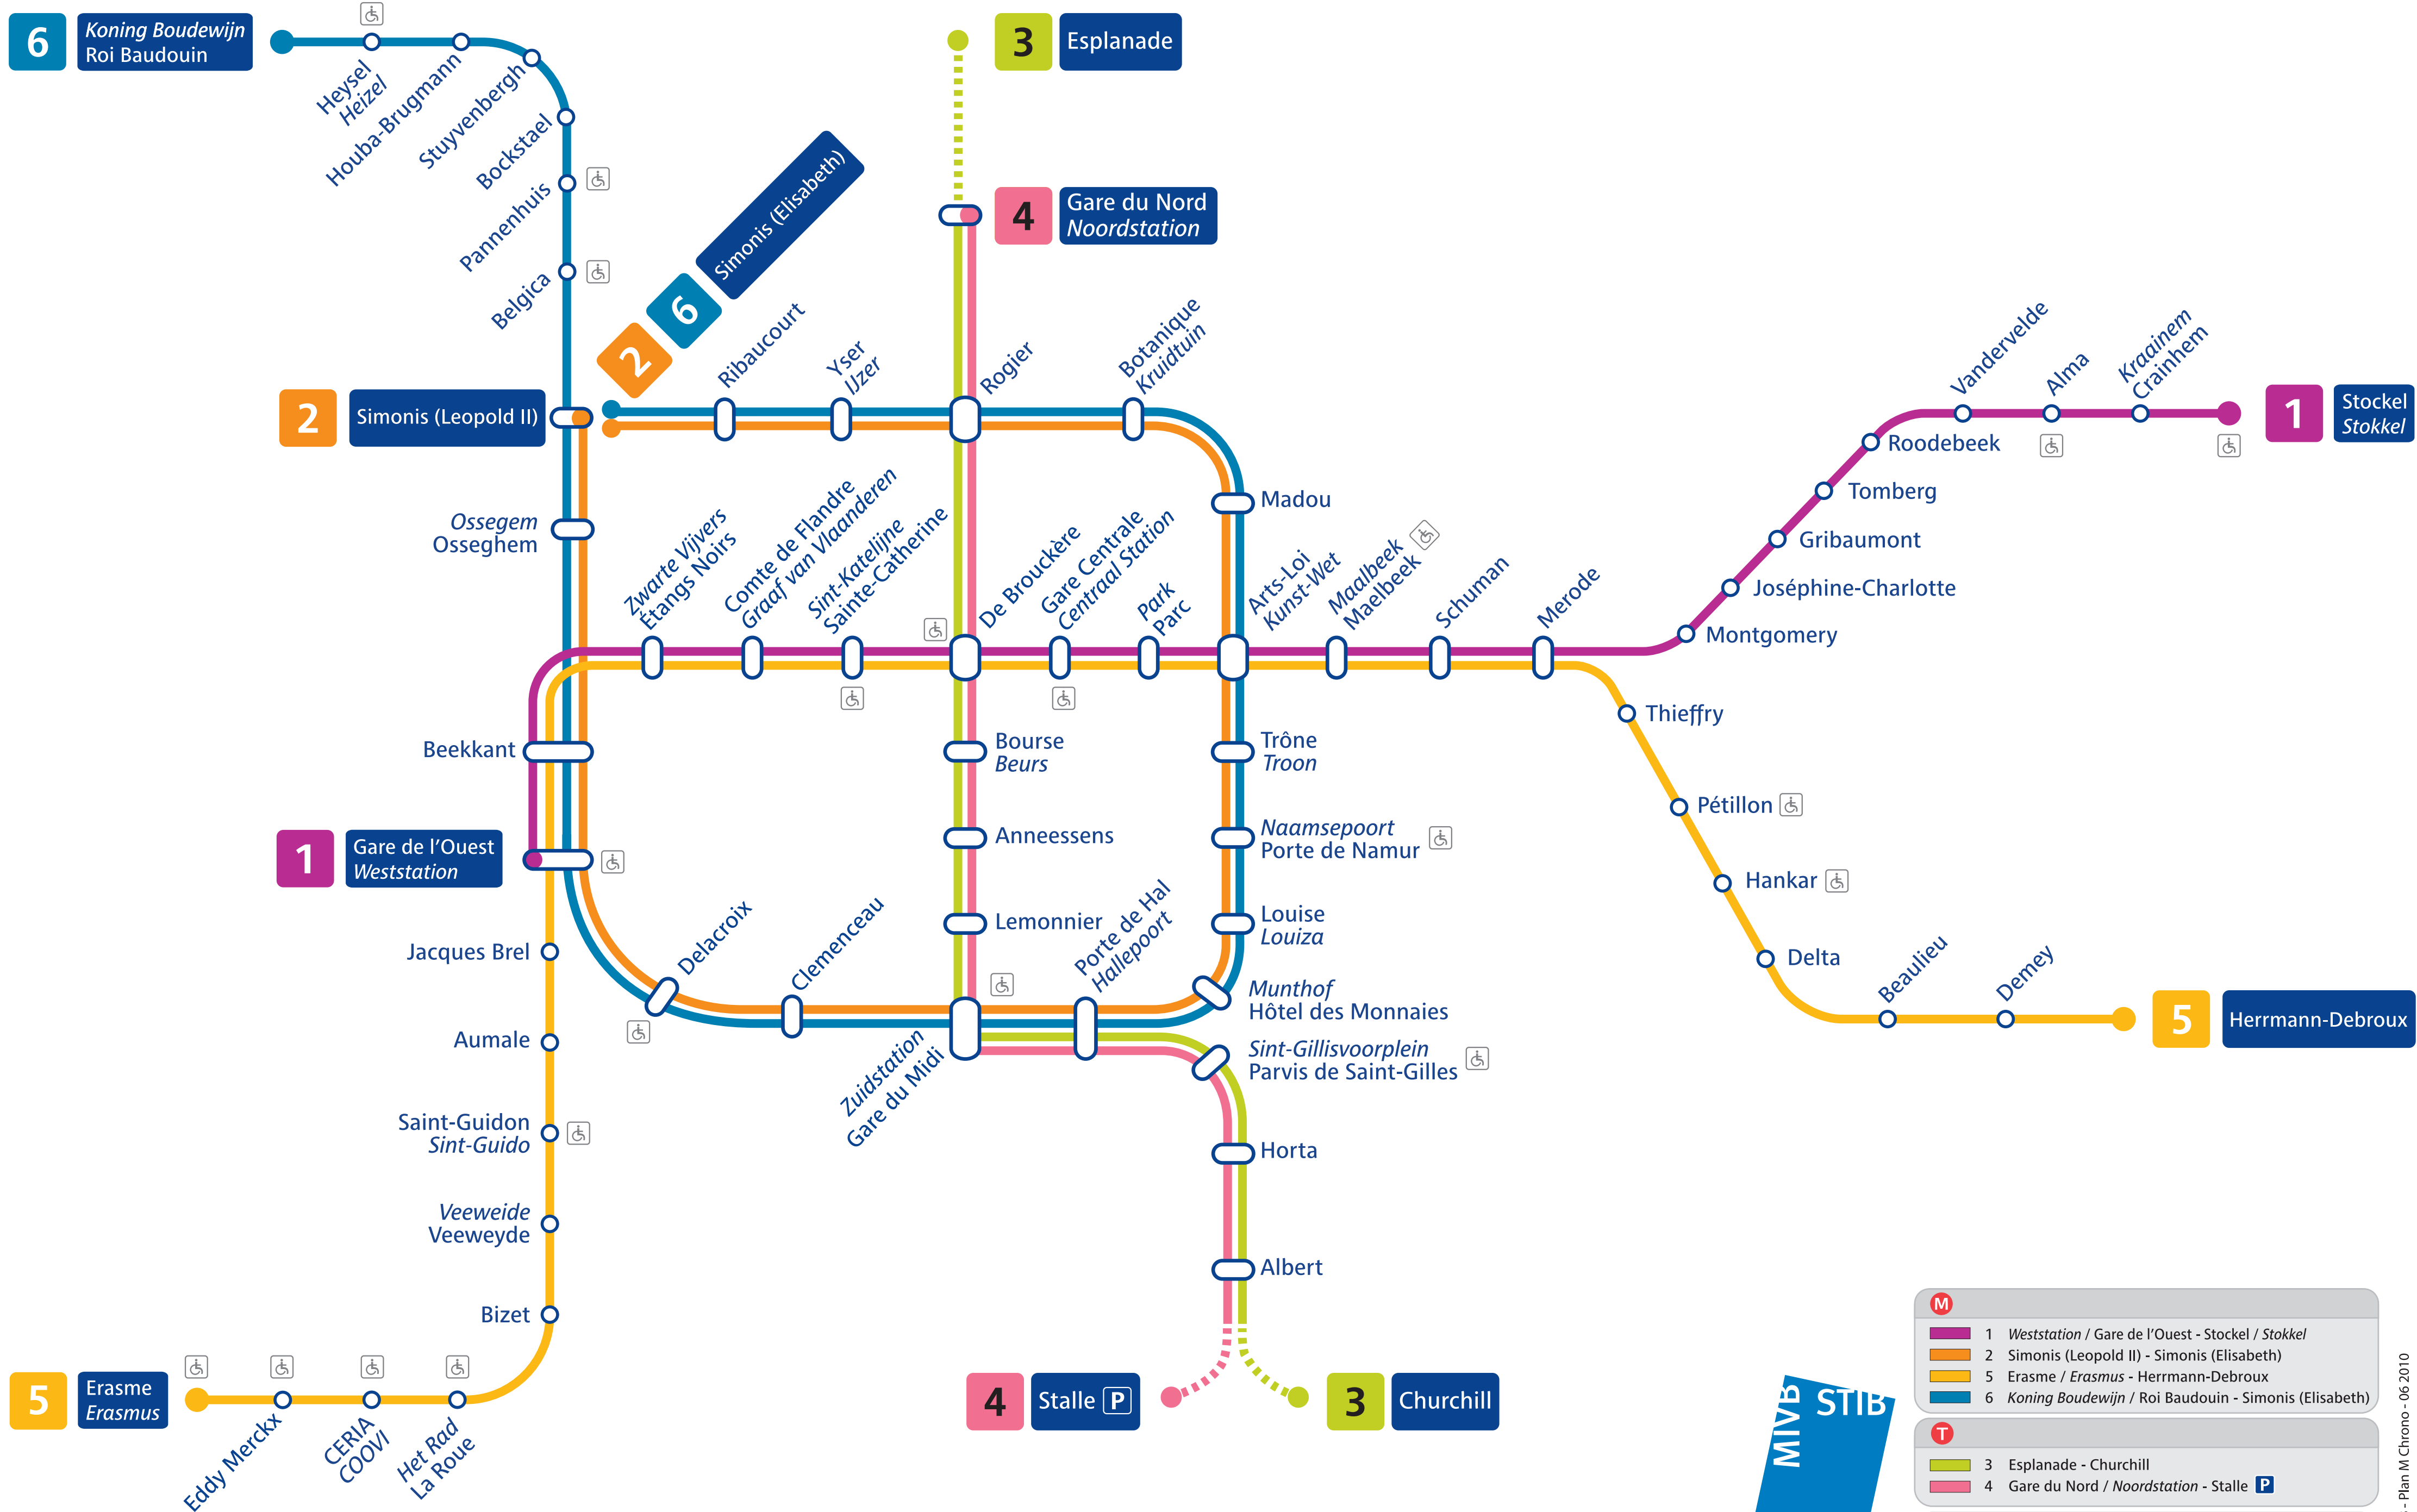 6
Koning Boudewijn
Roi Baudouin
Heysel
Heizel
Houba-Brugmann
Stuyvenbergh
Bockstael
Pannenhuis
Belgica
3
Esplanade
4
Gare du Nord
Noordstation
2
6
Simonis (Elisabeth)
2
Simonis (Leopold II)
Ribaucourt
Yser
IJzer
Rogier
Botanique
Kruidtuin
Madou
Ossegem
Osseghem
Zwarte Vijvers
Étangs Noirs
Comte de Flandre
Graaf van Vlaanderen
Sint-Katelijne
Sainte-Catherine
De Brouckère
Gare Centrale
Centraal Station
Park
Parc
Arts-Loi
Kunst-Wet
Maalbeek
Maelbeek
Schuman
Merode
Vandervelde
Alma
Kraainem
Crainhem
1
Stockel
Stokkel
Roodebeek
Tomberg
Gribaumont
Joséphine-Charlotte
Montgomery
Thieffry
Pétillon
Hankar
Delta
Beaulieu
Demey
5
Herrmann-Debroux
Beekkant
1
Gare de l’Ouest
Weststation
Bourse
Beurs
Anneessens
Lemonnier
Trône
Troon
Naamsepoort
Porte de Namur
Louise
Louiza
Munthof
Hôtel des Monnaies
Sint-Gillisvoorplein
Parvis de Saint-Gilles
Delacroix
Clemenceau
Porte de Hal
Hallepoort
Zuidstation
Gare du Midi
Horta
Albert
Jacques Brel
Aumale
Saint-Guidon
Sint-Guido
Veeweide
Veeweyde
Bizet
5
Erasme
Erasmus
Eddy Merckx
CERIA
COOVI
Het Rad
La Roue
4
Stalle P
3
Churchill
MIVB
STIB
M
1 Weststation / Gare de l’Ouest - Stockel / Stokkel
2 Simonis (Leopold II) - Simonis (Elisabeth)
5 Erasme / Erasmus - Herrmann-Debroux
6 Koning Boudewijn / Roi Baudouin - Simonis (Elisabeth)
T
3 Esplanade - Churchill
4 Gare du Nord / Noordstation - Stalle P
- Plan M Chrono - 06 2010